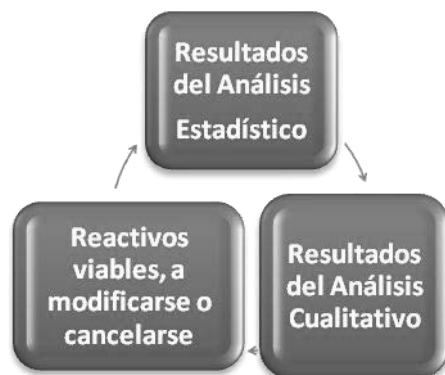 Resultados
del Análisis
Estadístico
Resultados
del Análisis
Cualitativo
Reactivos
viables, a
modificarse o
cancelarse